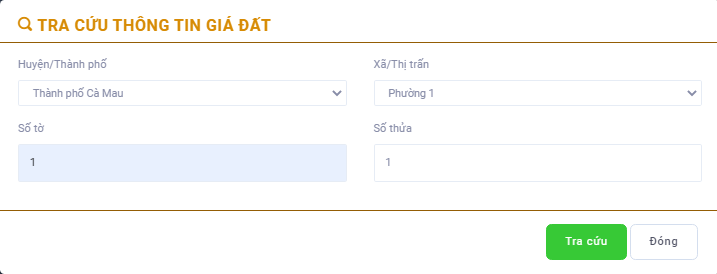 TRA CỨU THÔNG TIN GIÁ ĐẤT
Huyện/Thành phố
Xã/Thị trấn
Thành phố Cà Mau
Phường 1
Số tờ
Số thửa
1
1
Tra cứu
Đóng